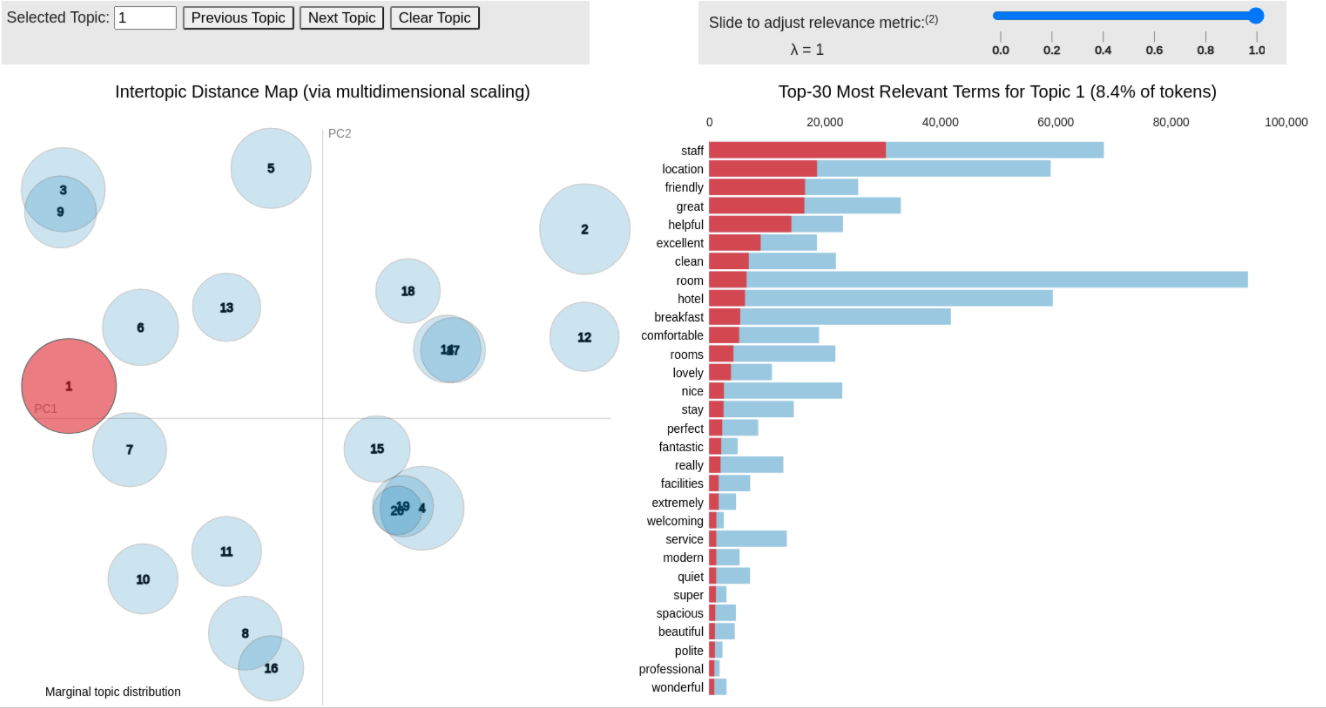 Selected Topic: 1 Previous Topic Next Topic Clear Topic
Slide to adjust relevance metric:(2)
λ = 1
0.0 0.2 0.4 0.6 0.8 1.0
Intertopic Distance Map (via multidimensional scaling)
PC2
5
3
9
2
18
13
6
12
17
1
PC1
7
15
19
4
20
11
10
8
16
Marginal topic distribution
Top-30 Most Relevant Terms for Topic 1 (8.4% of tokens)
0 20,000 40,000 60,000 80,000 100,000
staff
location
friendly
great
helpful
excellent
clean
room
hotel
breakfast
comfortable
rooms
lovely
nice
stay
perfect
fantastic
really
facilities
extremely
welcoming
service
modern
quiet
super
spacious
beautiful
polite
professional
wonderful